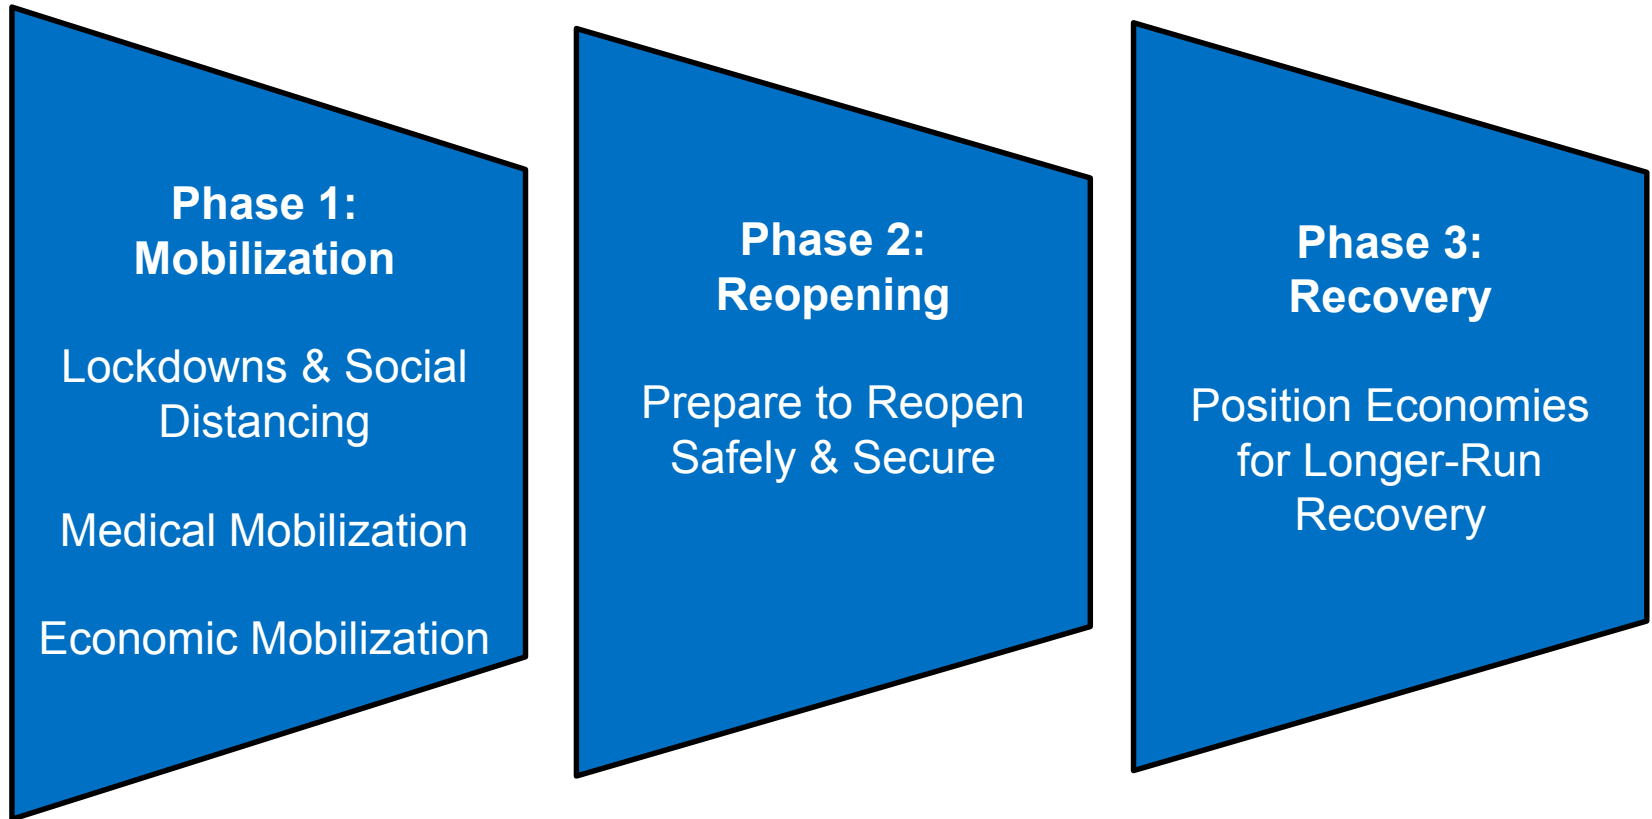 Phase 1:
Mobilization
Lockdowns & Social
Distancing
Medical Mobilization
Economic Mobilization
Phase 2:
Reopening
Prepare to Reopen
Safely & Secure
Phase 3:
Recovery
Position Economies
for Longer-Run
Recovery